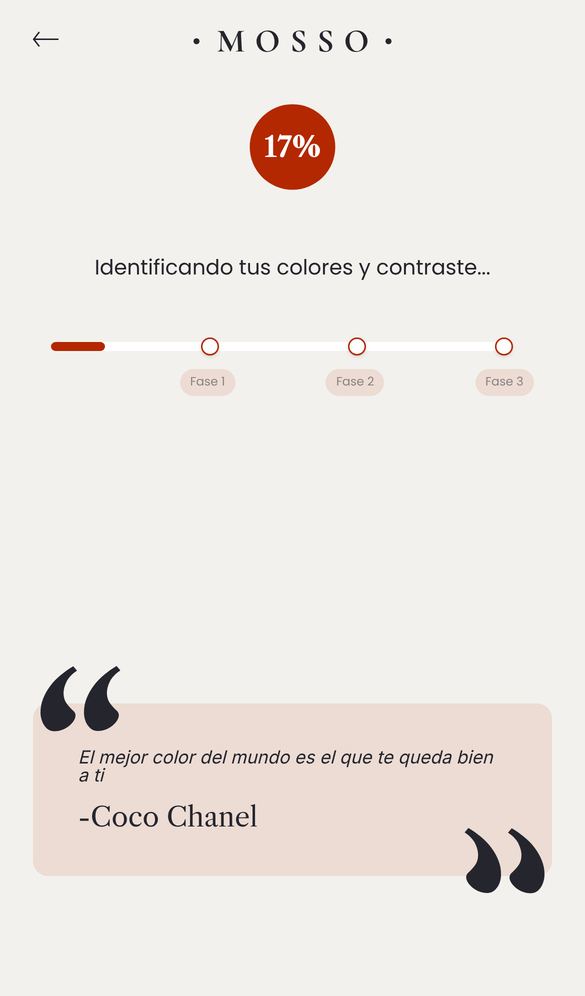 • MOSSO •
17%
Identificando tus colores y contraste...
Fase 1 Fase 2 Fase 3
“
El mejor color del mundo es el que te queda bien
a ti
-Coco Chanel
”